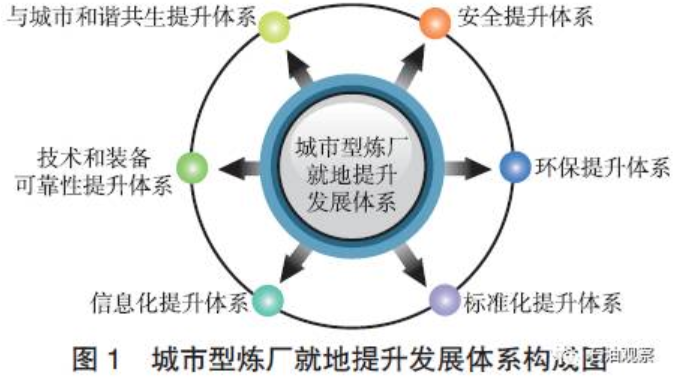 与城市和谐共生提升体系
安全提升体系
城市型炼厂
就地提升
发展体系
技术和装备
可靠性提升体系
环保提升体系
信息化提升体系
标准化提升体系
图 1 城市型炼厂就地提升发展体系构成图
石油观察